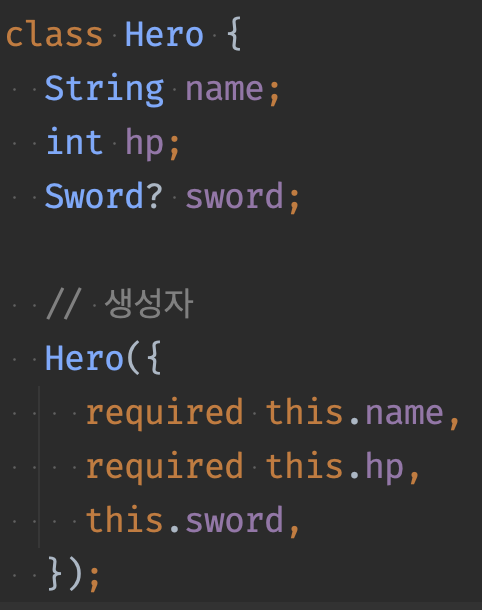 class Hero {
  String name;
  int hp;
  Sword? sword;

  // 생성자
  Hero({
    required this.name,
    required this.hp,
    this.sword,
  });